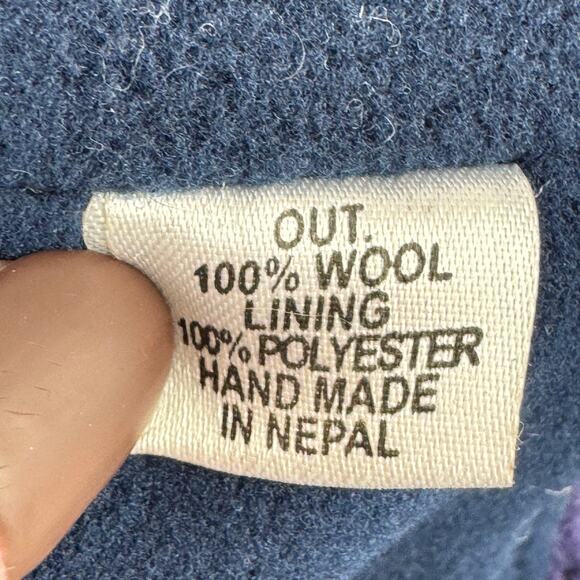 OUT.
100% WOOL
LINING
100% POLYESTER
HAND MADE
IN NEPAL